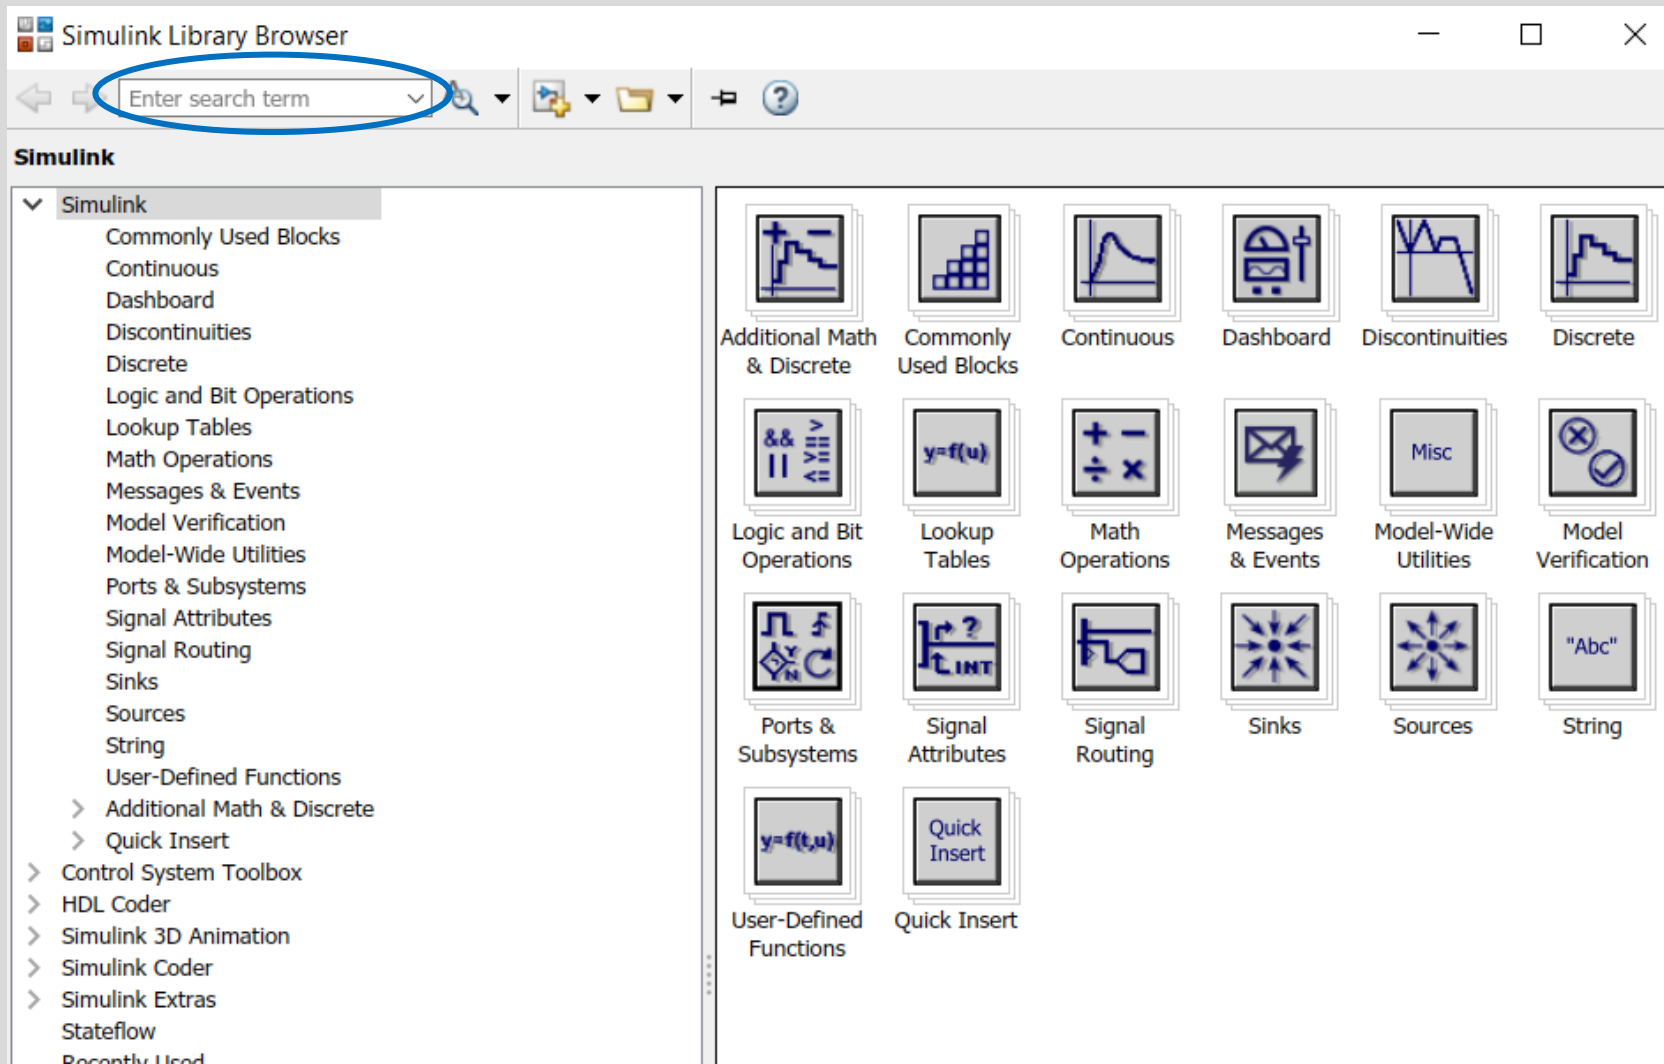 Simulink Library Browser
Enter search term
Simulink
Simulink
Commonly Used Blocks
Continuous
Dashboard
Discontinuities
Discrete
Logic and Bit Operations
Lookup Tables
Math Operations
Messages & Events
Model Verification
Model-Wide Utilities
Ports & Subsystems
Signal Attributes
Signal Routing
Sinks
Sources
String
User-Defined Functions
Additional Math & Discrete
Quick Insert
Control System Toolbox
HDL Coder
Simulink 3D Animation
Simulink Coder
Simulink Extras
Stateflow
Recently Used
Additional Math
& Discrete
Commonly
Used Blocks
Continuous
Dashboard
Discontinuities
Discrete
&& >
==
|| >=
<=
Logic and Bit
Operations
y=f(u)
Lookup
Tables
+ −
÷ ×
Math
Operations
Messages
& Events
Misc
Model-Wide
Utilities
Model
Verification
Y
N
Ports &
Subsystems
?
INT
Signal
Attributes
Signal
Routing
Sinks
Sources
"Abc"
String
y=f(t,u)
User-Defined
Functions
Quick
Insert
Quick Insert